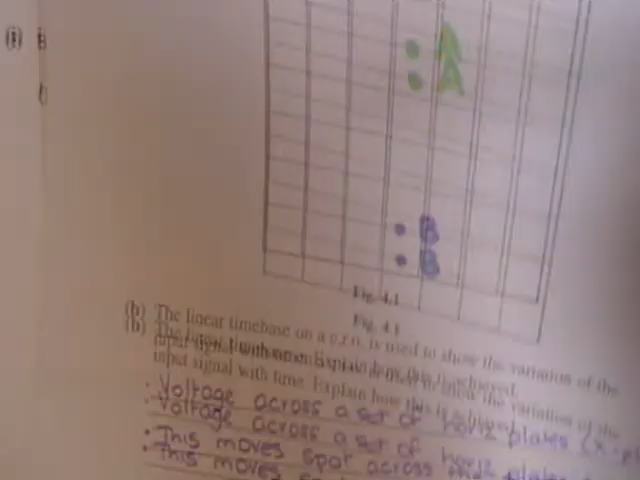 A
B
Fig. 4.1
(b) The linear timebase on a c.r.o. is used to show the variation of the
input signal with time. Explain how this is achieved.
• Voltage across a set of horiz plates (x-pl
• This moves spot across